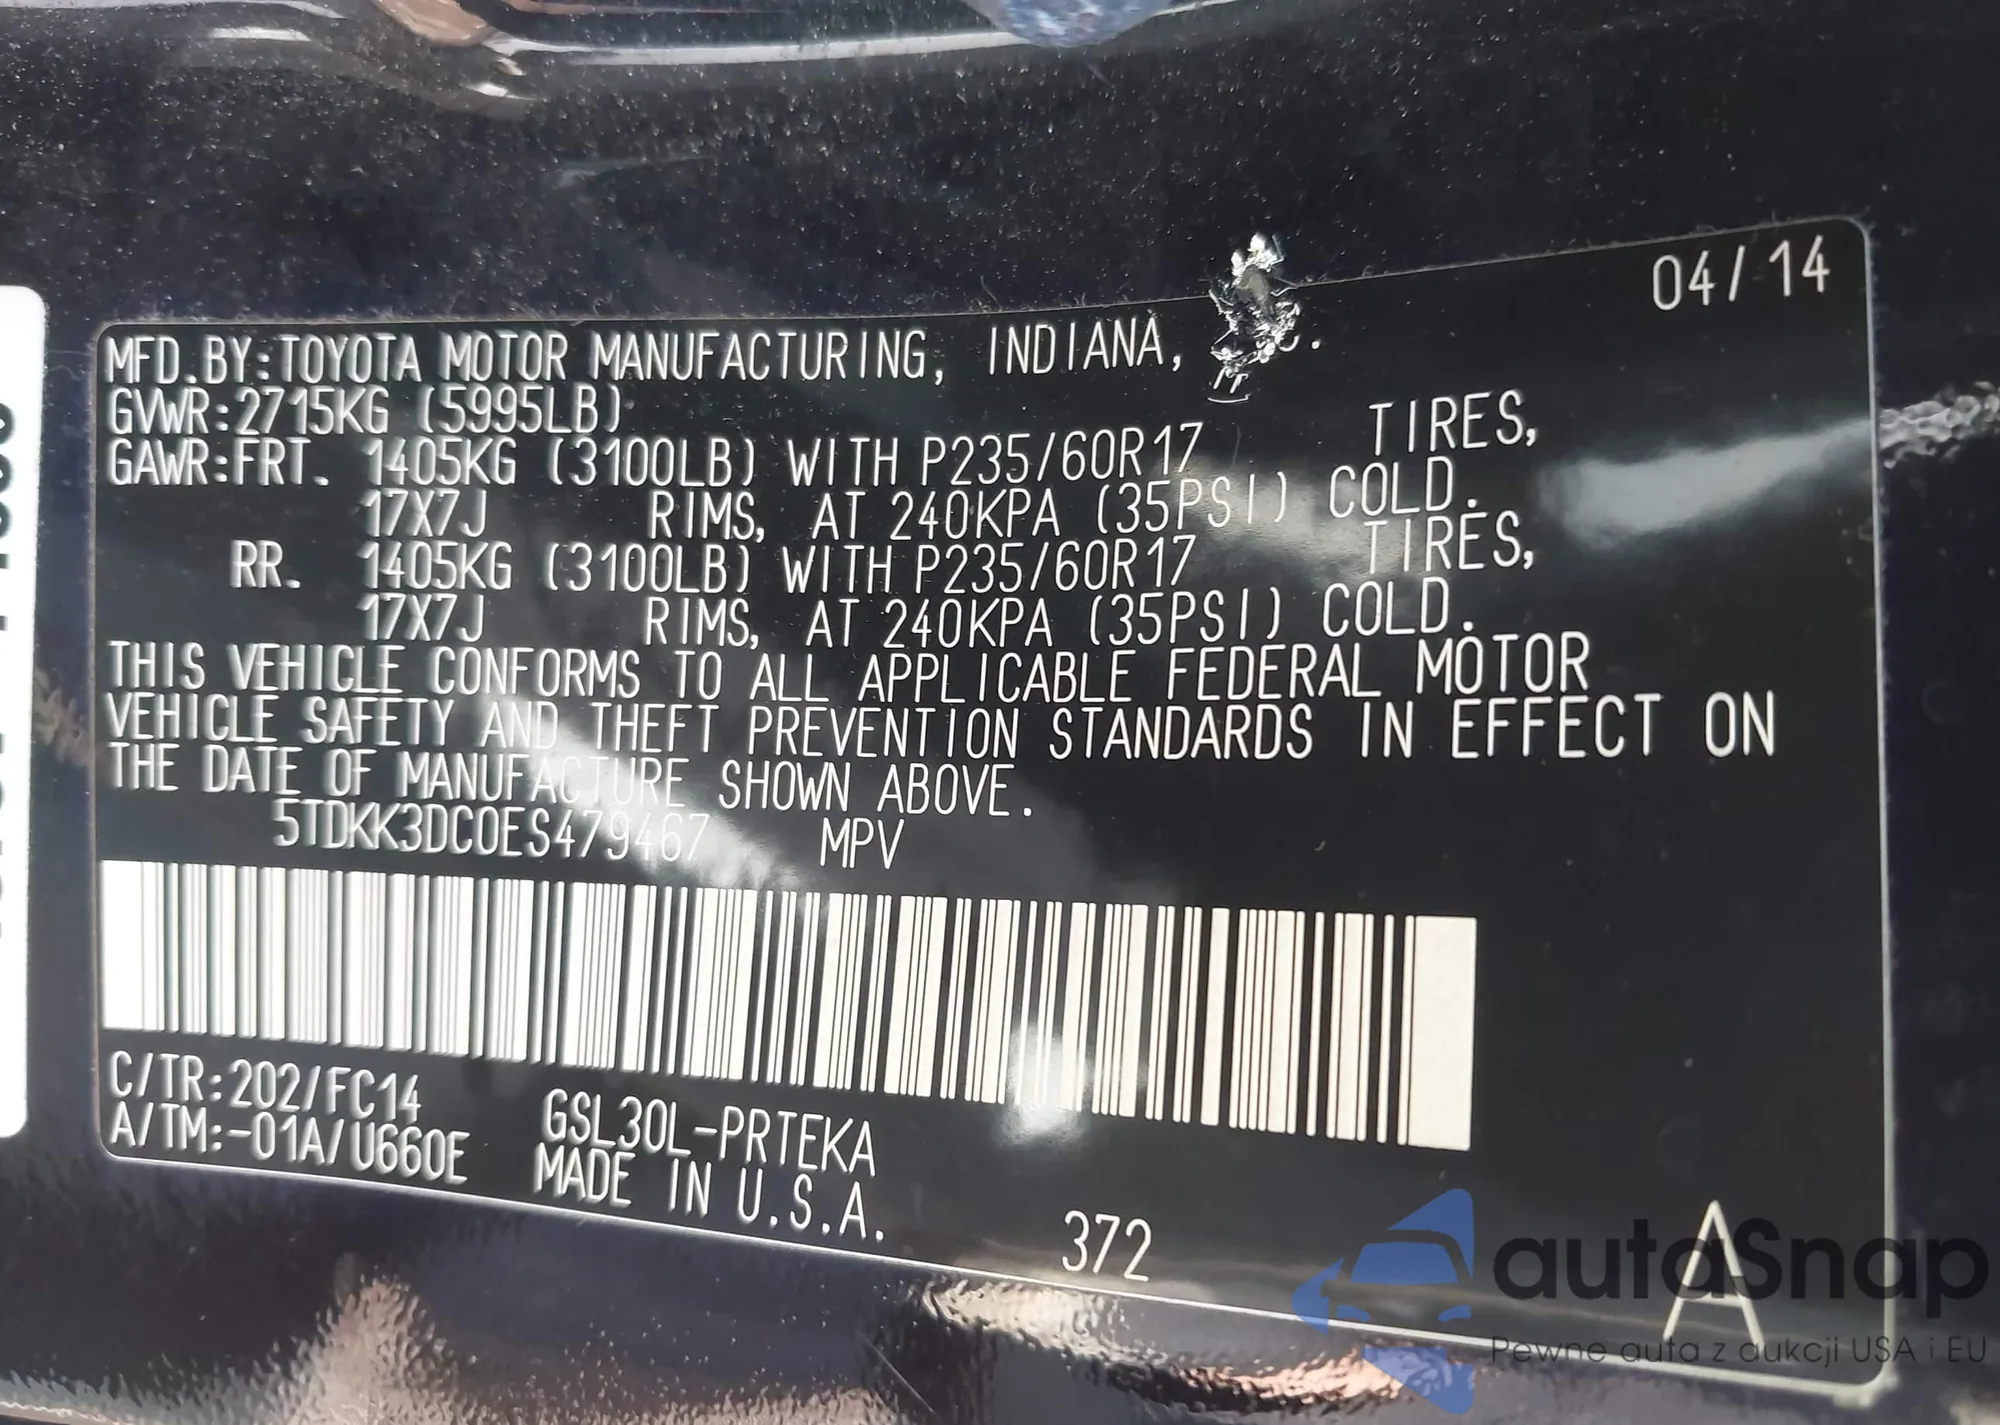 04/14
MFD.BY:TOYOTA MOTOR MANUFACTURING, INDIANA,
GVWR:2715KG (5995LB)
GAWR:FRT. 1405KG (3100LB) WITH P235/60R17 TIRES,
17X7J RIMS, AT 240KPA (35PSI) COLD.
RR. 1405KG (3100LB) WITH P235/60R17 TIRES,
17X7J RIMS, AT 240KPA (35PSI) COLD.
THIS VEHICLE CONFORMS TO ALL APPLICABLE FEDERAL MOTOR
VEHICLE SAFETY AND THEFT PREVENTION STANDARDS IN EFFECT ON
THE DATE OF MANUFACTURE SHOWN ABOVE.
5TDKK3DC0ES479467 MPV
C/TR:202/FC14 GSL30L-PRTEKA
A/TM:-01A/U660E MADE IN U.S.A.
372
A
autaSnap
Pewne auta z aukcji USA i EU